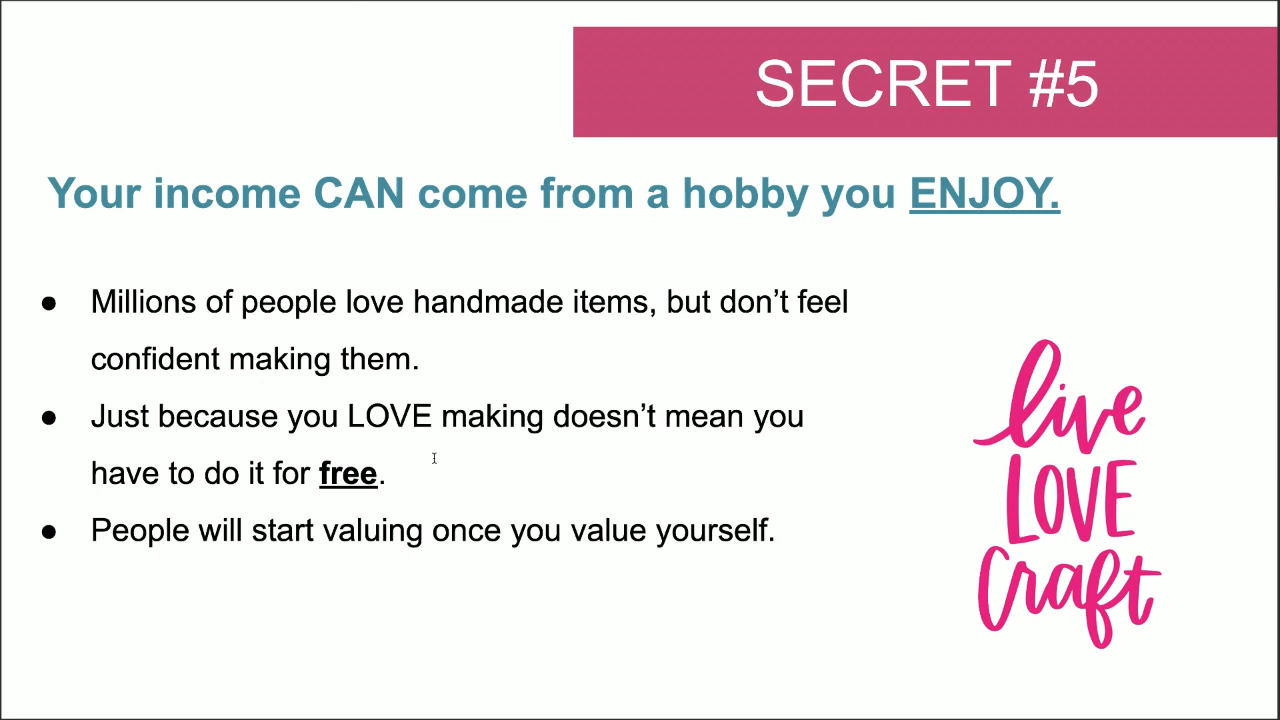 SECRET #5
Your income CAN come from a hobby you ENJOY.
● Millions of people love handmade items, but don’t feel
confident making them.
● Just because you LOVE making doesn’t mean you
have to do it for free.
● People will start valuing once you value yourself.
live
LOVE
Craft